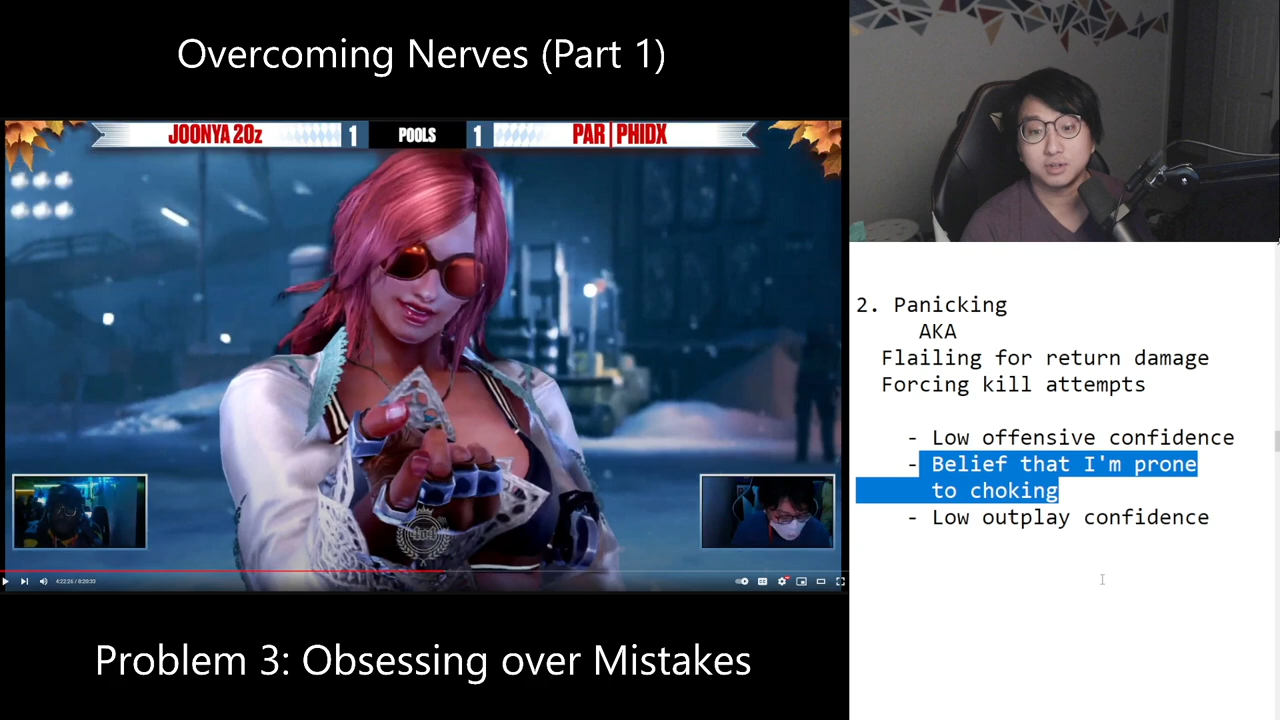 Overcoming Nerves (Part 1)
JOONYA 20z 1 POOLS 1 PAR | PHIDX
2. Panicking
AKA
Flailing for return damage
Forcing kill attempts
- Low offensive confidence
- Belief that I'm prone
to choking
- Low outplay confidence
Problem 3: Obsessing over Mistakes